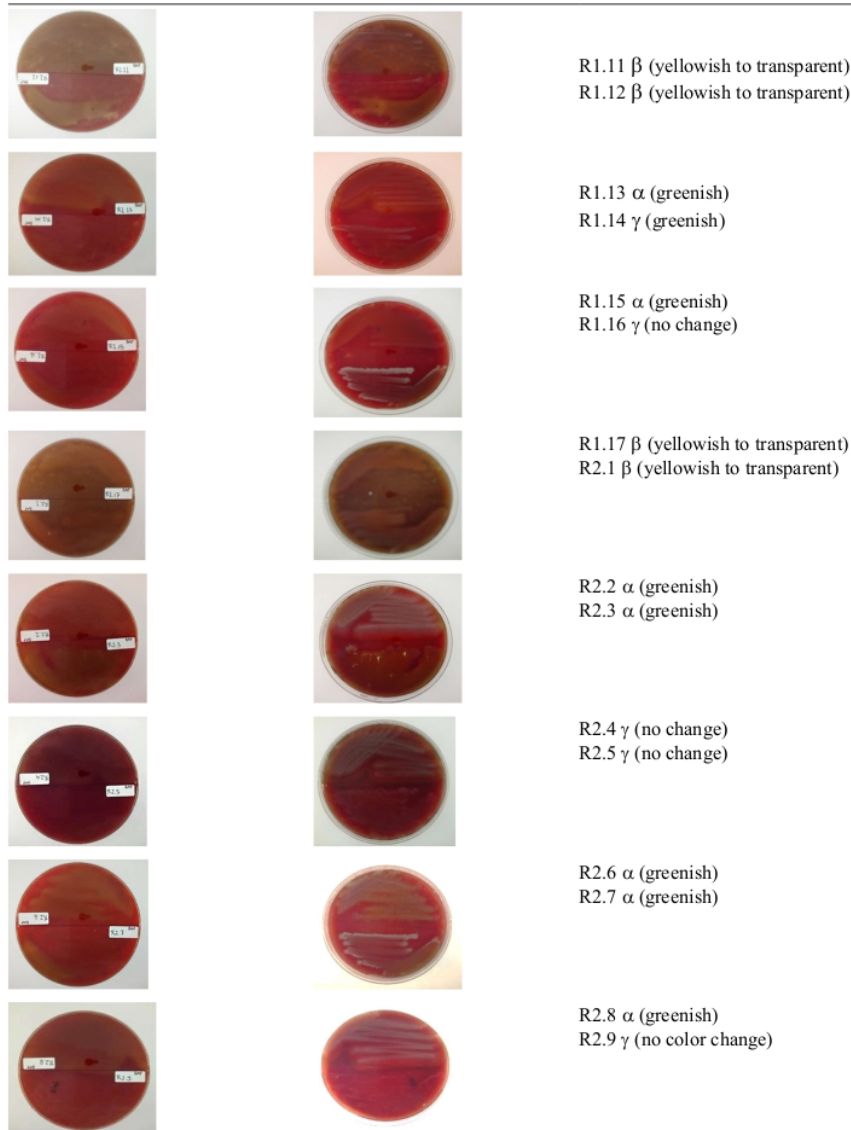 R1.11 β (yellowish to transparent)
R1.12 β (yellowish to transparent)
R1.13 α (greenish)
R1.14 γ (greenish)
R1.15 α (greenish)
R1.16 γ (no change)
R1.17 β (yellowish to transparent)
R2.1 β (yellowish to transparent)
R2.2 α (greenish)
R2.3 α (greenish)
R2.4 γ (no change)
R2.5 γ (no change)
R2.6 α (greenish)
R2.7 α (greenish)
R2.8 α (greenish)
R2.9 γ (no color change)